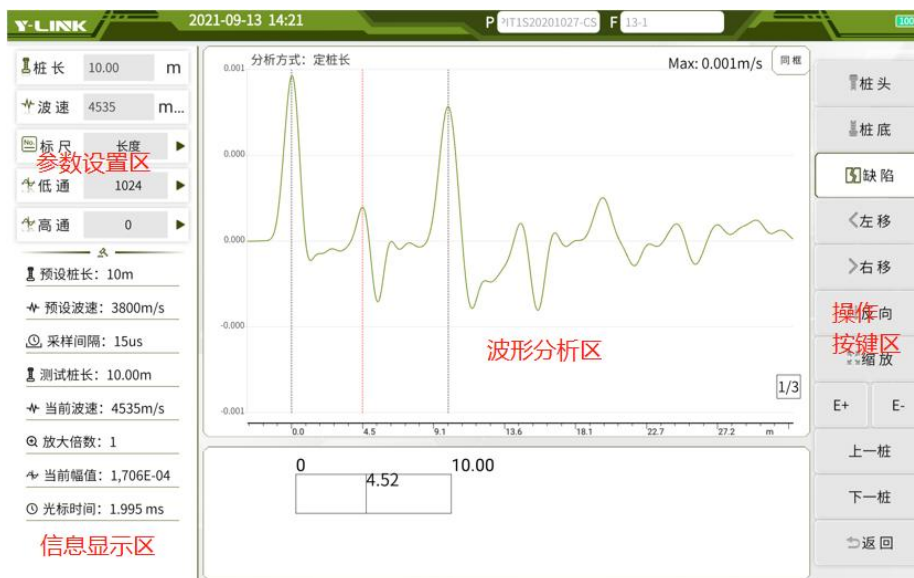 Y-LINK 2021-09-13 14:21 P PIT1S20201027-CS F 13-1 100
桩长 10.00 m
波速 4535 m...
标尺 长度
参数设置区
低通 1024
高通 0
预设桩长：10m
预设波速：3800m/s
采样间隔：15us
测试桩长：10.00m
当前波速：4535m/s
放大倍数：1
当前幅值：1,706E-04
光标时间：1.995 ms
信息显示区
分析方式：定桩长
Max: 0.001m/s
同框
0.001
0.000
0.000
-0.000
-0.001
波形分析区
1/3
0.0 4.5 9.1 13.6 18.1 22.7 27.2 m
0 10.00
4.52
桩头
桩底
缺陷
左移
右移
反向
操作
按键区
缩放
E+ E-
上一桩
下一桩
返回